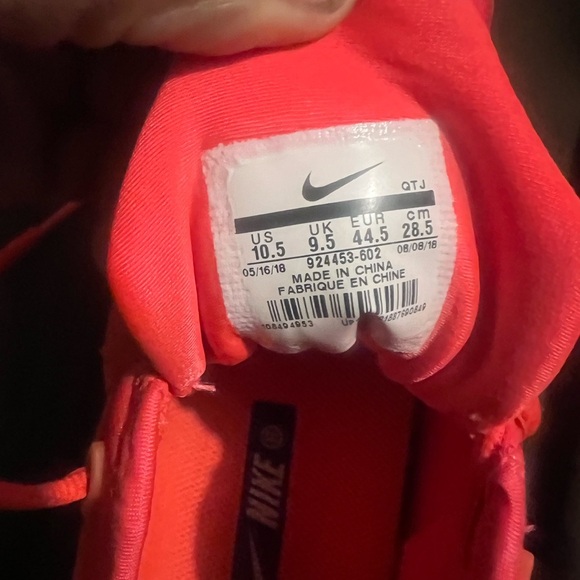 QTJ
US UK EUR cm
10.5 9.5 44.5 28.5
05/16/18 924453-602 08/08/18
MADE IN CHINA
FABRIQUE EN CHINE
NIKE